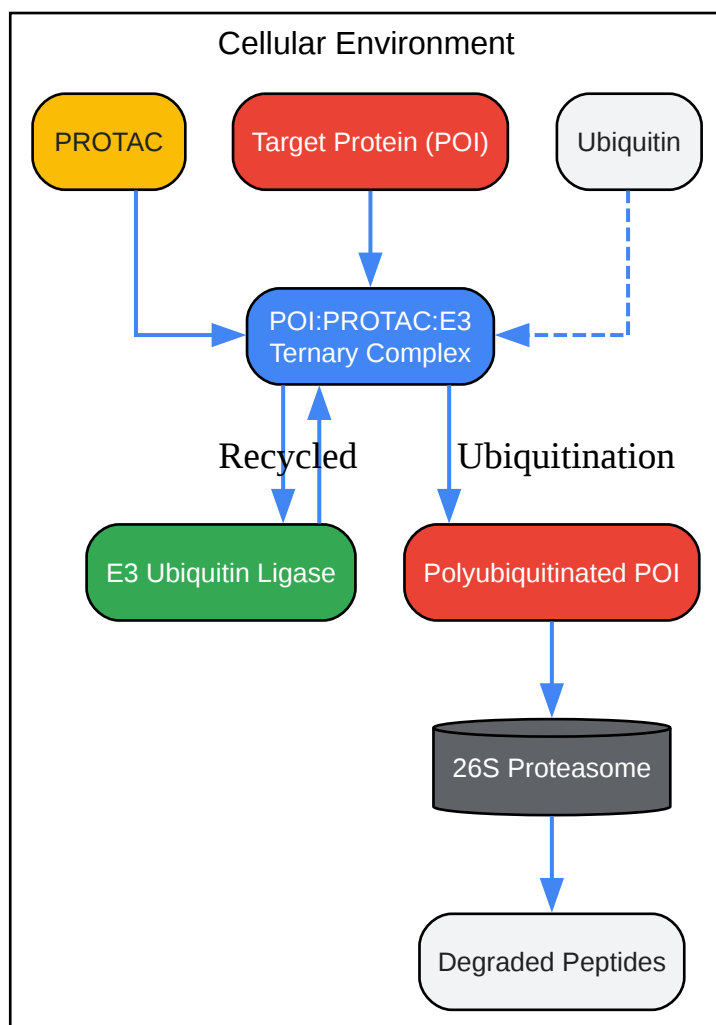 Cellular Environment
PROTAC
Target Protein (POI)
Ubiquitin
POI:PROTAC:E3
Ternary Complex
Recycled
Ubiquitination
E3 Ubiquitin Ligase
Polyubiquitinated POI
26S Proteasome
Degraded Peptides